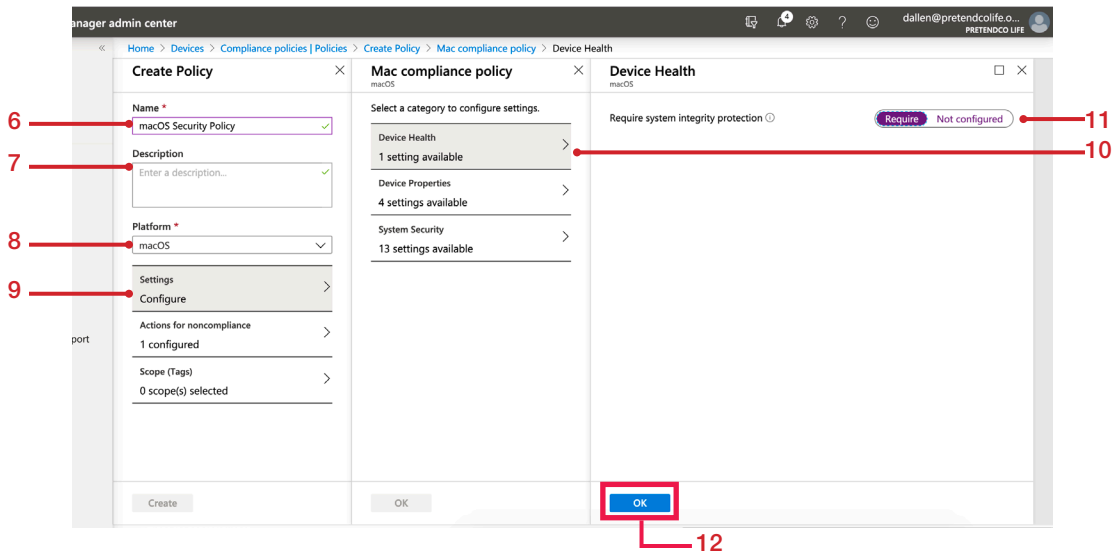 anager admin center
4
dallen@pretendcolife.o...
PRETENDCO LIFE
« Home > Devices > Compliance policies | Policies > Create Policy > Mac compliance policy > Device Health
Create Policy
Name *
macOS Security Policy
Description
Enter a description...
Platform *
macOS
Settings
Configure
Actions for noncompliance
1 configured
Scope (Tags)
0 scope(s) selected
Create
port
Mac compliance policy
macOS
Select a category to configure settings.
Device Health
1 setting available
Device Properties
4 settings available
System Security
13 settings available
OK
Device Health
macOS
Require system integrity protection
Require Not configured
OK
6
7
8
9
10
11
12